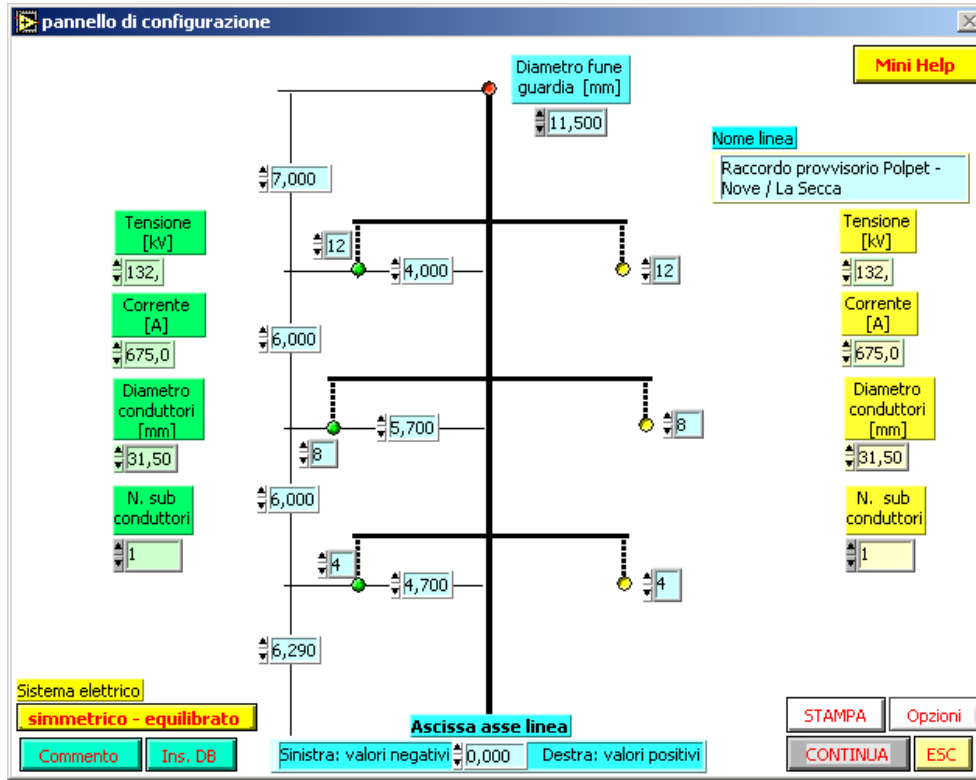 pannello di configurazione
Mini Help
Diametro fune
guardia [mm]
11,500
Nome linea
Raccordo provvisorio Polpet -
Nove / La Secca
7,000
Tensione
[kV]
132,
12
4,000
12
Tensione
[kV]
132,
Corrente
[A]
675,0
6,000
Corrente
[A]
675,0
Diametro
conduttori
[mm]
31,50
5,700
8
8
Diametro
conduttori
[mm]
31,50
6,000
N. sub
conduttori
1
4
4,700
4
N. sub
conduttori
1
6,290
Sistema elettrico
simmetrico - equilibrato
Commento
Ins. DB
Ascissa asse linea
Sinistra: valori negativi
0,000
Destra: valori positivi
STAMPA
Opzioni
CONTINUA
ESC